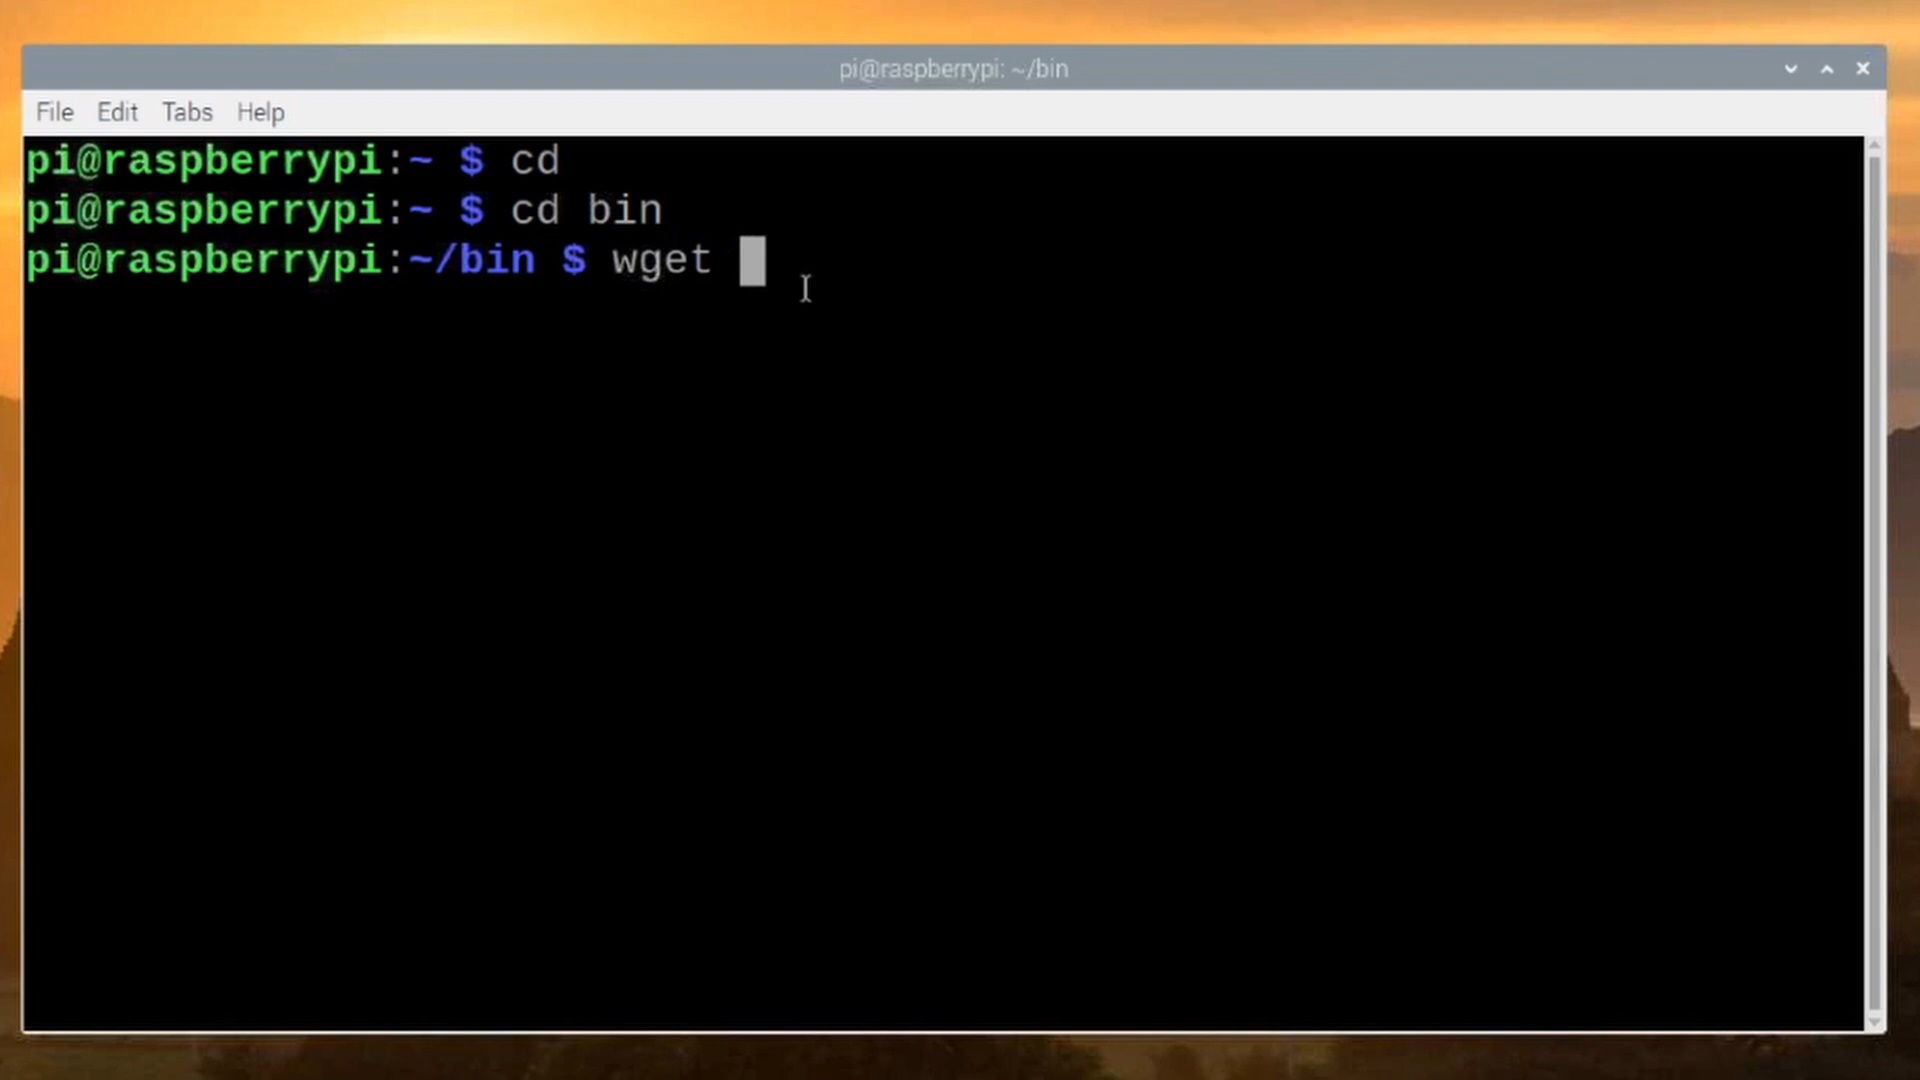 pi@raspberrypi: ~/bin
File Edit Tabs Help
pi@raspberrypi:~ $ cd
pi@raspberrypi:~ $ cd bin
pi@raspberrypi:~/bin $ wget